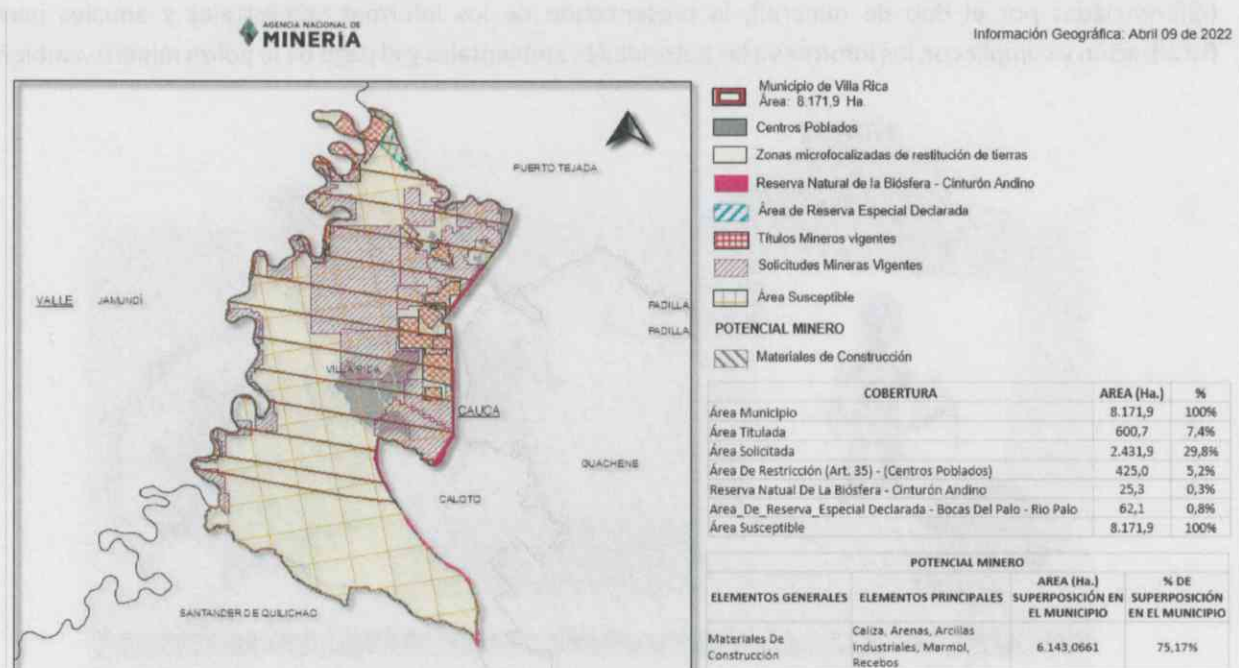 AGENCIA NACIONAL DE
MINERÍA
Información Geográfica: Abril 09 de 2022
Municipio de Villa Rica
Área: 8.171,9 Ha.
Centros Poblados
Zonas microfocalizadas de restitución de tierras
Reserva Natural de la Biósfera - Cinturón Andino
Área de Reserva Especial Declarada
Títulos Mineros vigentes
Solicitudes Mineras Vigentes
Área Susceptible
POTENCIAL MINERO
Materiales de Construcción
PUERTO TEJADA
VALLE JAMUNDÍ
PADILLA
PADILLA
VILLA RICA
CAUCA
GUACHENE
CALOTO
SANTANDER DE QUILICHAO
COBERTURA AREA (Ha.) %
Área Municipio 8.171,9 100%
Área Titulada 600,7 7,4%
Área Solicitada 2.431,9 29,8%
Área De Restricción (Art. 35) - (Centros Poblados) 425,0 5,2%
Reserva Natual De La Biósfera - Cinturón Andino 25,3 0,3%
Area_De_Reserva_Especial Declarada - Bocas Del Palo - Rio Palo 62,1 0,8%
Área Susceptible 8.171,9 100%
POTENCIAL MINERO
ELEMENTOS GENERALES ELEMENTOS PRINCIPALES AREA (Ha.) SUPERPOSICIÓN EN EL MUNICIPIO % DE SUPERPOSICIÓN EN EL MUNICIPIO
Materiales De Construcción Caliza, Arenas, Arcillas Industriales, Marmol, Recebos 6.143,0661 75,17%